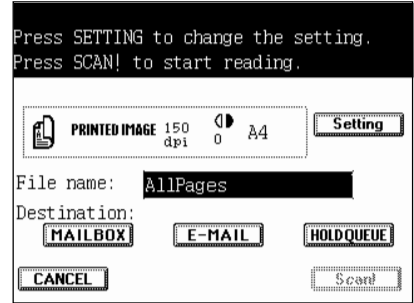 Press SETTING to change the setting.
Press SCAN! to start reading.
PRINTED IMAGE 150 dpi 0 A4 Setting
File name: AllPages
Destination:
MAILBOX E-MAIL HOLDQUEUE
CANCEL Scan!